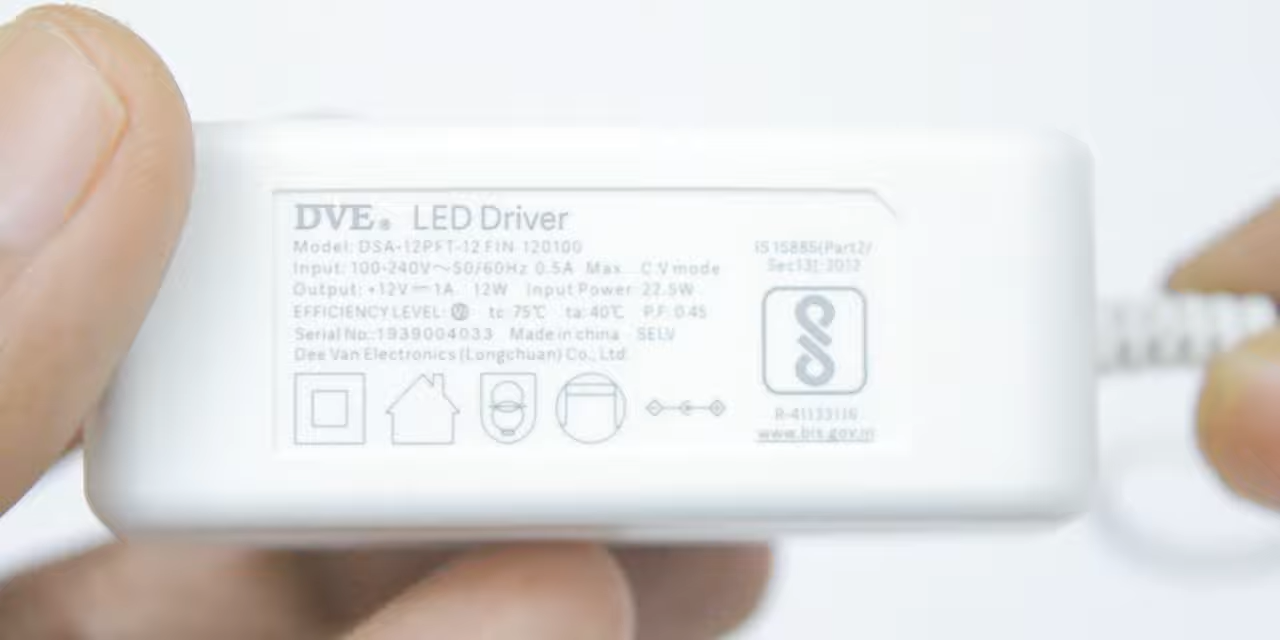 DVE® LED Driver
Model: DSA-12PFT-12 FIN 120100
Input: 100-240V~50/60Hz 0.5A Max. C.V mode
Output: +12V⎓1A 12W Input Power: 22.5W
EFFICIENCY LEVEL: VI tc: 75℃ ta: 40℃ P.F: 0.45
Serial No.:1939004033 Made in china SELV
Dee Van Electronics (Longchuan) Co., Ltd.
IS 15885(Part2/
Sec13): 2012
R-41133116
www.bis.gov.in